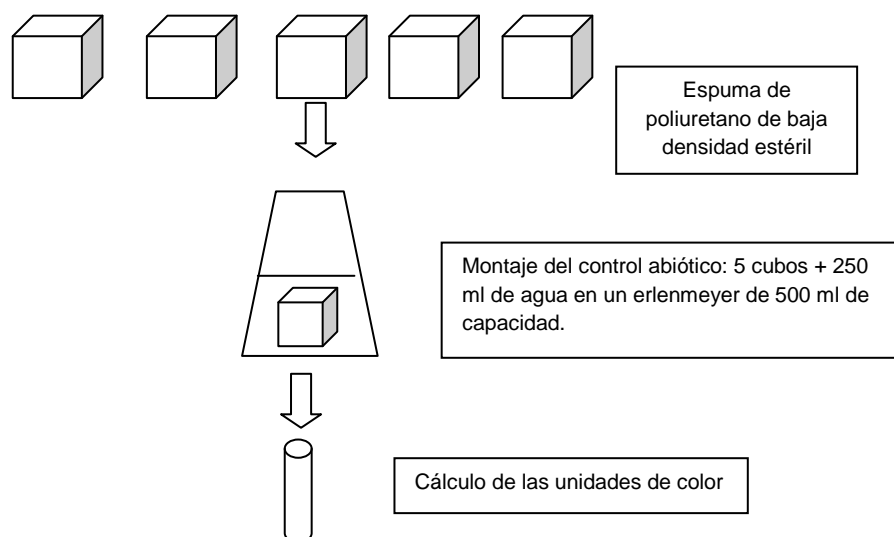 Espuma de
poliuretano de baja
densidad estéril
Montaje del control abiótico: 5 cubos + 250
ml de agua en un erlenmeyer de 500 ml de
capacidad.
Cálculo de las unidades de color